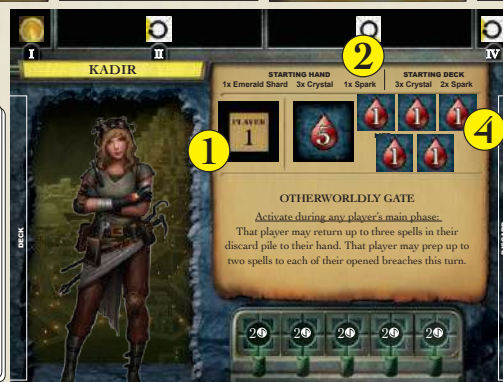 I
II
IV
KADIR
2
STARTING HAND
1x Emerald Shard 3x Crystal 1x Spark
STARTING DECK
3x Crystal 2x Spark
1
PLAYER
1
5
1
1
1
1
1
4
OTHERWORLDLY GATE
Activate during any player's main phase:
That player may return up to three spells in their
discard pile to their hand. That player may prep up to
two spells to each of their opened breaches this turn.
DECK
2
2
2
2
2